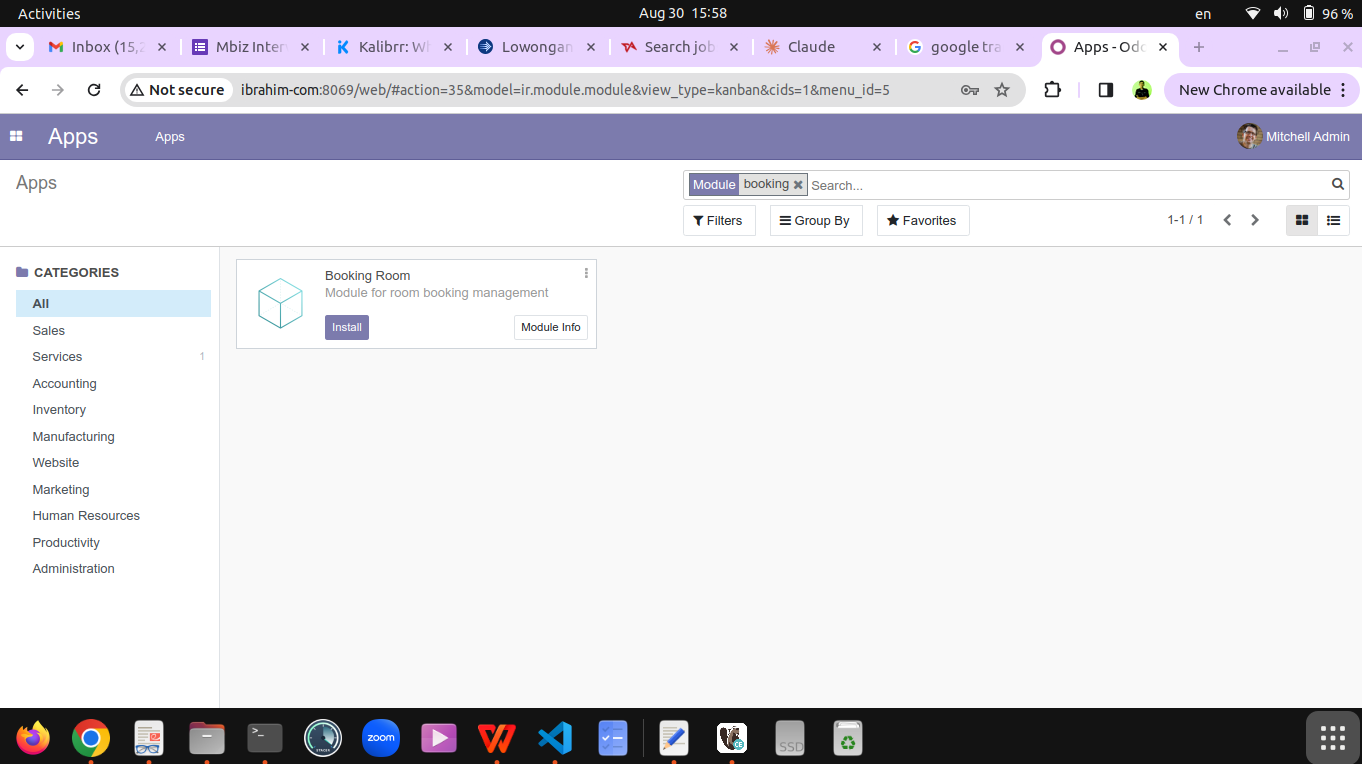 Activities
Aug 30 15:58
en
96 %
Inbox (15,2
Mbiz Inter
Kalibrr: Wh
Lowongan
Search job
Claude
google tra
Apps - Odo
Not secure
ibrahim-com:8069/web/#action=35&model=ir.module.module&view_type=kanban&cids=1&menu_id=5
New Chrome available
Apps
Apps
Mitchell Admin
Apps
Module booking
Search...
Filters
Group By
Favorites
1-1 / 1
CATEGORIES
All
Sales
Services 1
Accounting
Inventory
Manufacturing
Website
Marketing
Human Resources
Productivity
Administration
Booking Room
Module for room booking management
Install
Module Info
zoom
CE
SSD